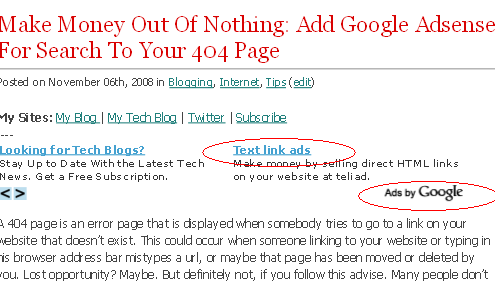 Make Money Out Of Nothing: Add Google Adsense
For Search To Your 404 Page
Posted on November 06th, 2008 in Blogging, Internet, Tips (edit)
My Sites: My Blog | My Tech Blog | Twitter | Subscribe
---
Looking for Tech Blogs?
Stay Up to Date With the Latest Tech
News. Get a Free Subscription.
Text link ads
Make money by selling direct HTML links
on your website at teliad.
< >
Ads by Google
A 404 page is an error page that is displayed when somebody tries to go to a link on your
website that doesn't exist. This could occur when someone linking to your website or typing in
his browser address bar mistypes a url, or maybe that page has been moved or deleted by
you. Lost opportunity? Maybe. But definitely not, if you follow this advise. Many people don't